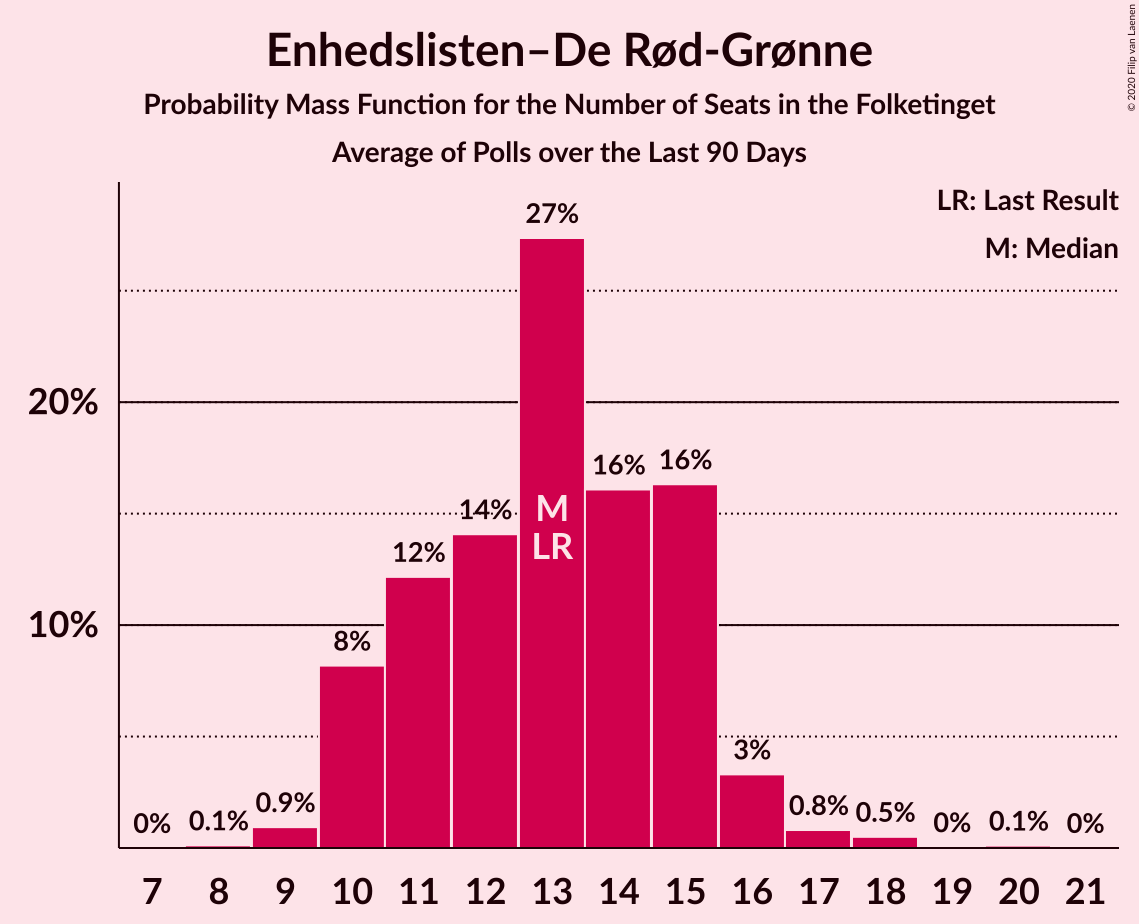 Enhedslisten–De Rød-Grønne
Probability Mass Function for the Number of Seats in the Folketinget
Average of Polls over the Last 90 Days
© 2020 Filip van Laenen
LR: Last Result
M: Median
27%
20%
16%
16%
14%
M
LR
12%
10%
8%
3%
0%
0.1%
0.9%
0.8%
0.5%
0%
0.1%
0%
7 8 9 10 11 12 13 14 15 16 17 18 19 20 21